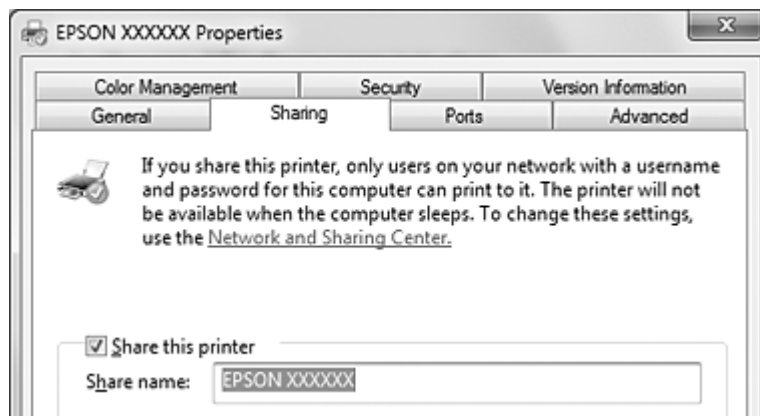 EPSON XXXXXX Properties
Color Management Security Version Information
General Sharing Ports Advanced
If you share this printer, only users on your network with a username
and password for this computer can print to it. The printer will not
be available when the computer sleeps. To change these settings,
use the Network and Sharing Center.
Share this printer
Share name: EPSON XXXXXX